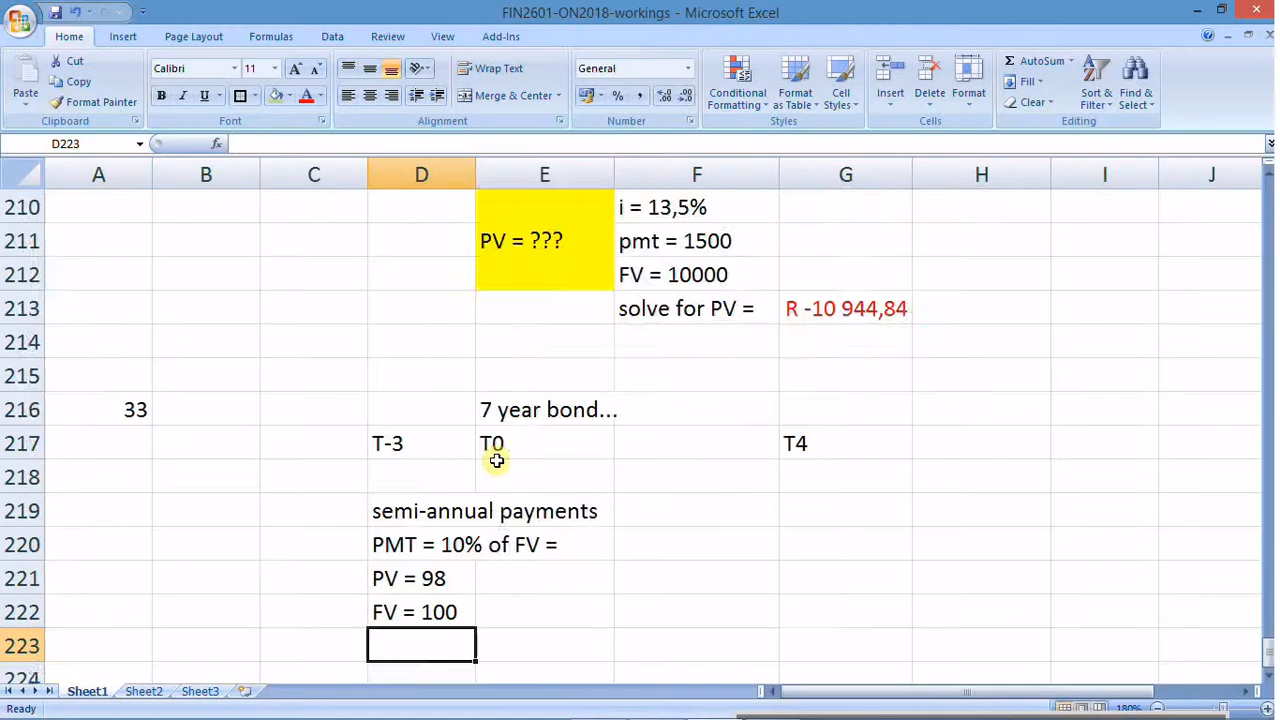 FIN2601-ON2018-workings - Microsoft Excel
Home Insert Page Layout Formulas Data Review View Add-Ins
Paste Cut Copy Format Painter Clipboard
Calibri 11 A A B I U A Font
Wrap Text Merge & Center Alignment
General % , Number
Conditional Formatting Format as Table Cell Styles Styles
Insert Delete Format Cells
Σ AutoSum Fill Clear Sort & Filter Find & Select Editing
D223 fx
A B C D E F G H I J
210 i = 13,5%
211 PV = ??? pmt = 1500
212 FV = 10000
213 solve for PV = R -10 944,84
214
215
216 33 7 year bond...
217 T-3 T0 T4
218
219 semi-annual payments
220 PMT = 10% of FV =
221 PV = 98
222 FV = 100
223
224
Sheet1 Sheet2 Sheet3
Ready 180%